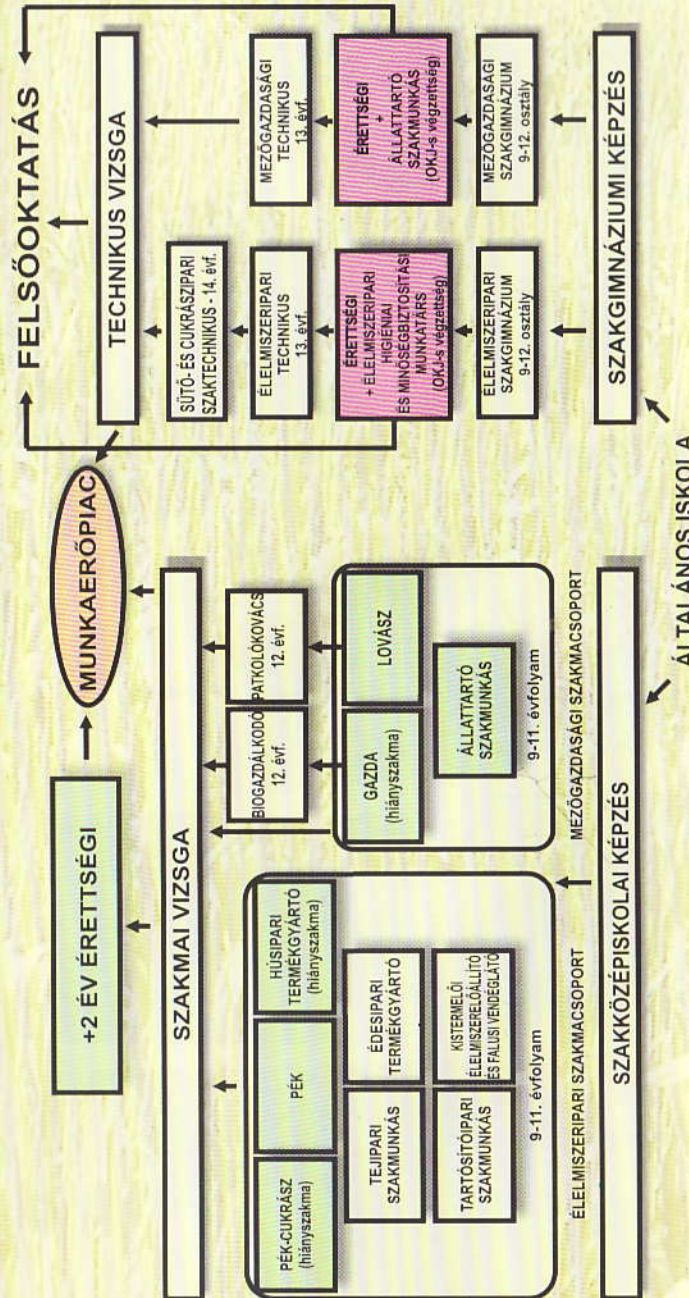 FELSŐOKTATÁS
MUNKAERŐPIAC
+2 ÉV ÉRETTSÉGI
TECHNIKUS VIZSGA
SZAKMAI VIZSGA
SÜTŐ- ÉS CUKRÁSZIPARI
SZAKTECHNIKUS - 14. évf.
MEZŐGAZDASÁGI
TECHNIKUS
13. évf.
ÉLELMISZERIPARI
TECHNIKUS
13. évf.
BIOGAZDÁLKODÓ
12. évf.
PATKOLÓKOVÁCS
12. évf.
ÉRETTSÉGI
+ ÉLELMISZERIPARI
HIGIÉNIAI
ÉS MINŐSÉGBIZTOSÍTÁSI
MUNKATÁRS
(OKJ-s végzettség)
ÉRETTSÉGI
+
ÁLLATTARTÓ
SZAKMUNKÁS
(OKJ-s végzettség)
PÉK-CUKRÁSZ
(hiányszakma)
PÉK
HÚSIPARI
TERMÉKGYÁRTÓ
(hiányszakma)
GAZDA
(hiányszakma)
LOVÁSZ
TEJIPARI
SZAKMUNKÁS
ÉDESIPARI
TERMÉKGYÁRTÓ
ÁLLATTARTÓ
SZAKMUNKÁS
TARTÓSÍTÓIPARI
SZAKMUNKÁS
KISTERMELŐI
ÉLELMISZERELŐÁLLÍTÓ
ÉS FALUSI VENDÉGLÁTÓ
ÉLELMISZERIPARI
SZAKGIMNÁZIUM
9-12. osztály
MEZŐGAZDASÁGI
SZAKGIMNÁZIUM
9-12. osztály
9-11. évfolyam
9-11. évfolyam
ÉLELMISZERIPARI SZAKMACSOPORT
MEZŐGAZDASÁGI SZAKMACSOPORT
SZAKKÖZÉPISKOLAI KÉPZÉS
SZAKGIMNÁZIUMI KÉPZÉS
ÁLTALÁNOS ISKOLA